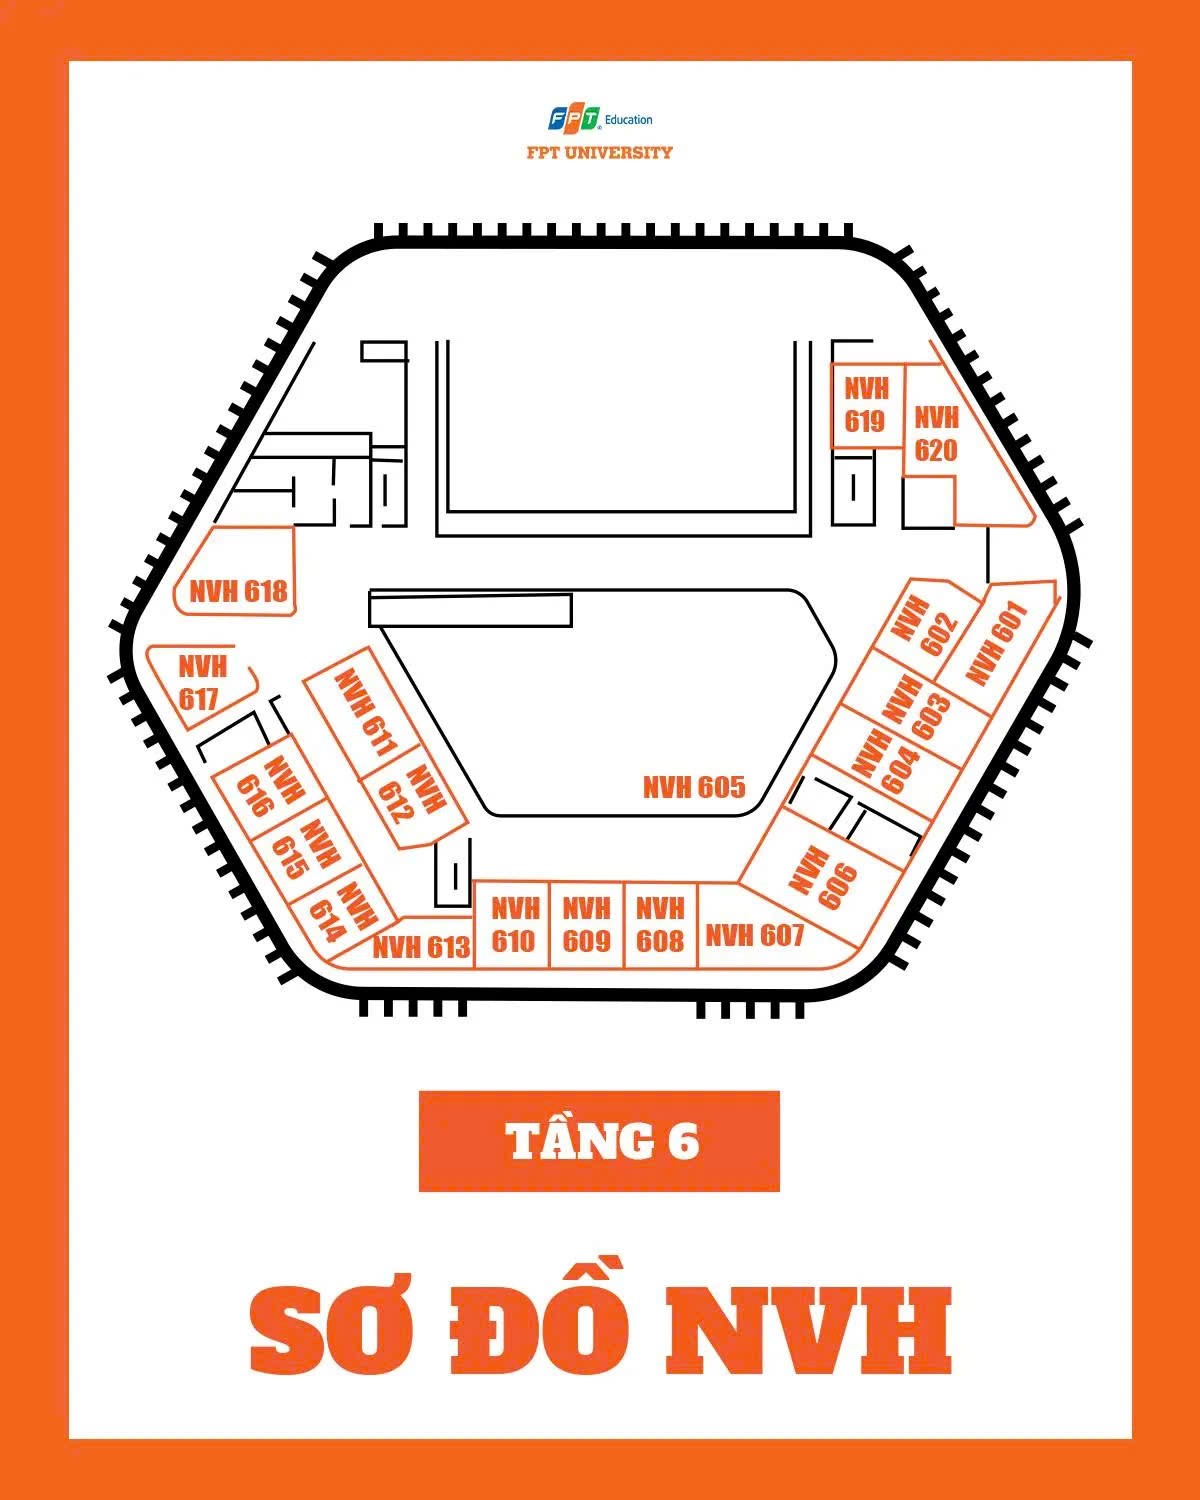 FPT Education
FPT UNIVERSITY
NVH
619
NVH
620
NVH 618
NVH
602
NVH 601
NVH
617
NVH
603
NVH 611
NVH
604
NVH
612
NVH 605
NVH
616
NVH
615
NVH
606
NVH
614
NVH 613
NVH
610
NVH
609
NVH
608
NVH 607
TẦNG 6
SƠ ĐỒ NVH